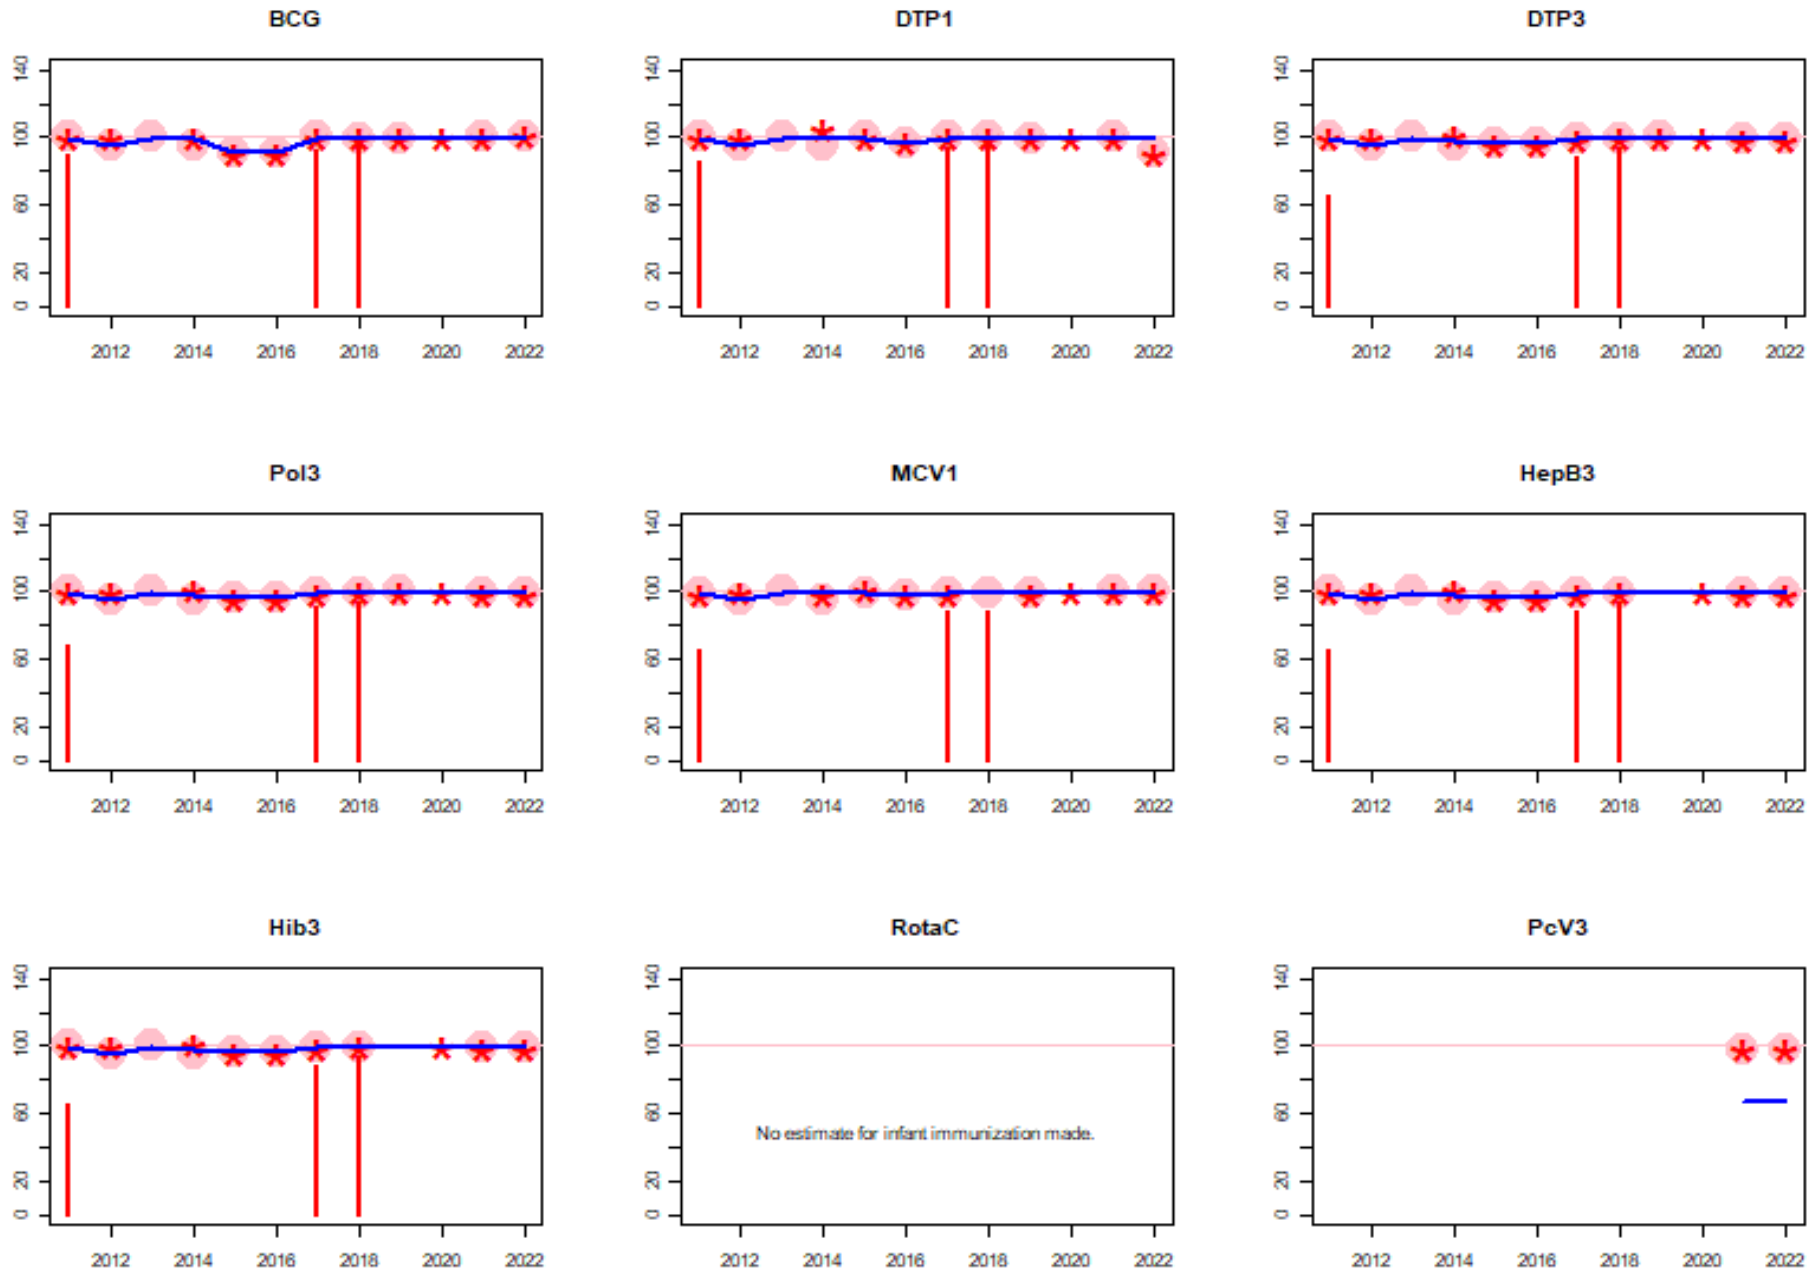 BCG DTP1 DTP3
140 140 140
100 100 100
60 60 60
20 20 20
0 0 0
2012 2014 2016 2018 2020 2022 2012 2014 2016 2018 2020 2022 2012 2014 2016 2018 2020 2022
Pol3 MCV1 HepB3
140 140 140
100 100 100
60 60 60
20 20 20
0 0 0
2012 2014 2016 2018 2020 2022 2012 2014 2016 2018 2020 2022 2012 2014 2016 2018 2020 2022
Hib3 RotaC PcV3
140 140 140
100 100 100
60 60 60
No estimate for infant immunization made.
20 20 20
0 0 0
2012 2014 2016 2018 2020 2022 2012 2014 2016 2018 2020 2022 2012 2014 2016 2018 2020 2022